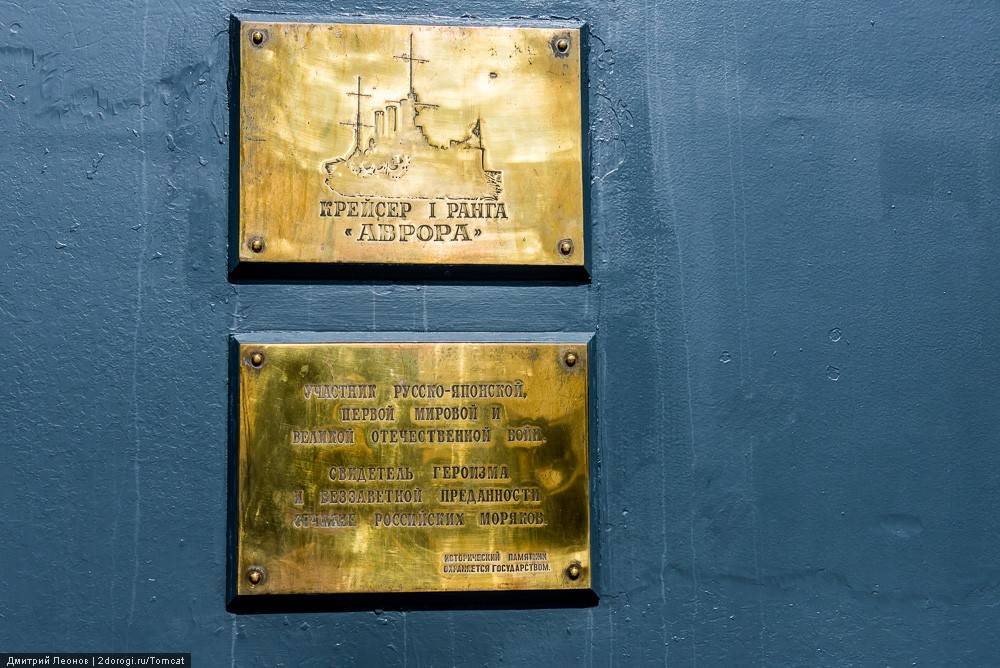 КРЕЙСЕР I РАНГА
«АВРОРА»
УЧАСТНИК РУССКО-ЯПОНСКОЙ,
ПЕРВОЙ МИРОВОЙ И
ВЕЛИКОЙ ОТЕЧЕСТВЕННОЙ ВОЙН.
СВИДЕТЕЛЬ ГЕРОИЗМА
И БЕЗЗАВЕТНОЙ ПРЕДАННОСТИ
ОТЧИЗНЕ РОССИЙСКИХ МОРЯКОВ.
ИСТОРИЧЕСКИЙ ПАМЯТНИК
ОХРАНЯЕТСЯ ГОСУДАРСТВОМ.
Дмитрий Леонов | 2dorogi.ru/Tomcat